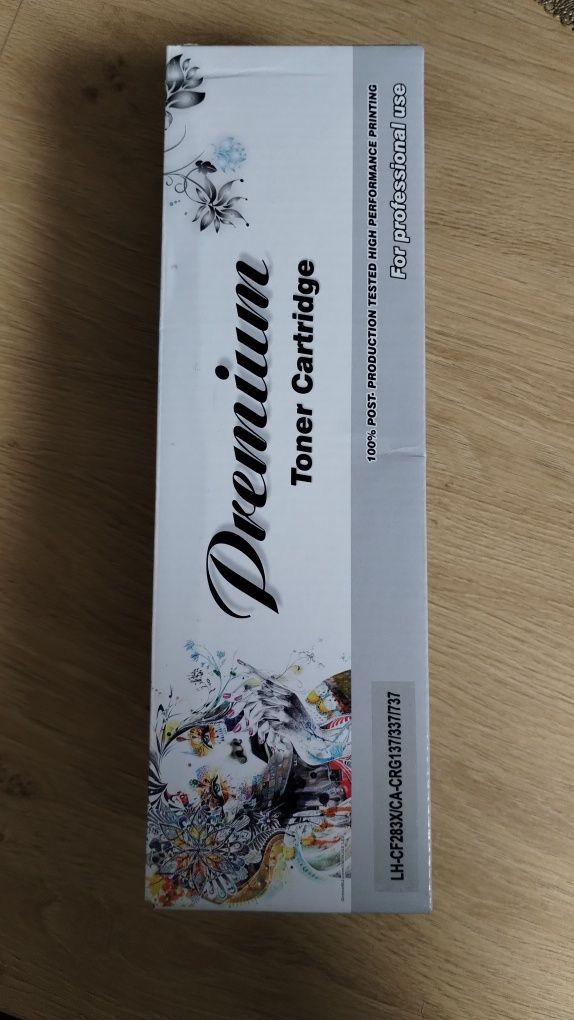 Premium
Toner Cartridge
100% POST- PRODUCTION TESTED HIGH PERFORMANCE PRINTING
For professional use
LH-CF283X/CA-CRG137/337/737